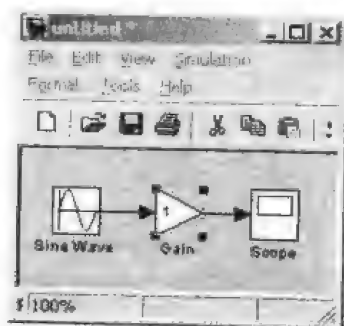 untitled *
File Edit View Simulation
Format Tools Help
1
Sine Wave
Gain
Scope
100%